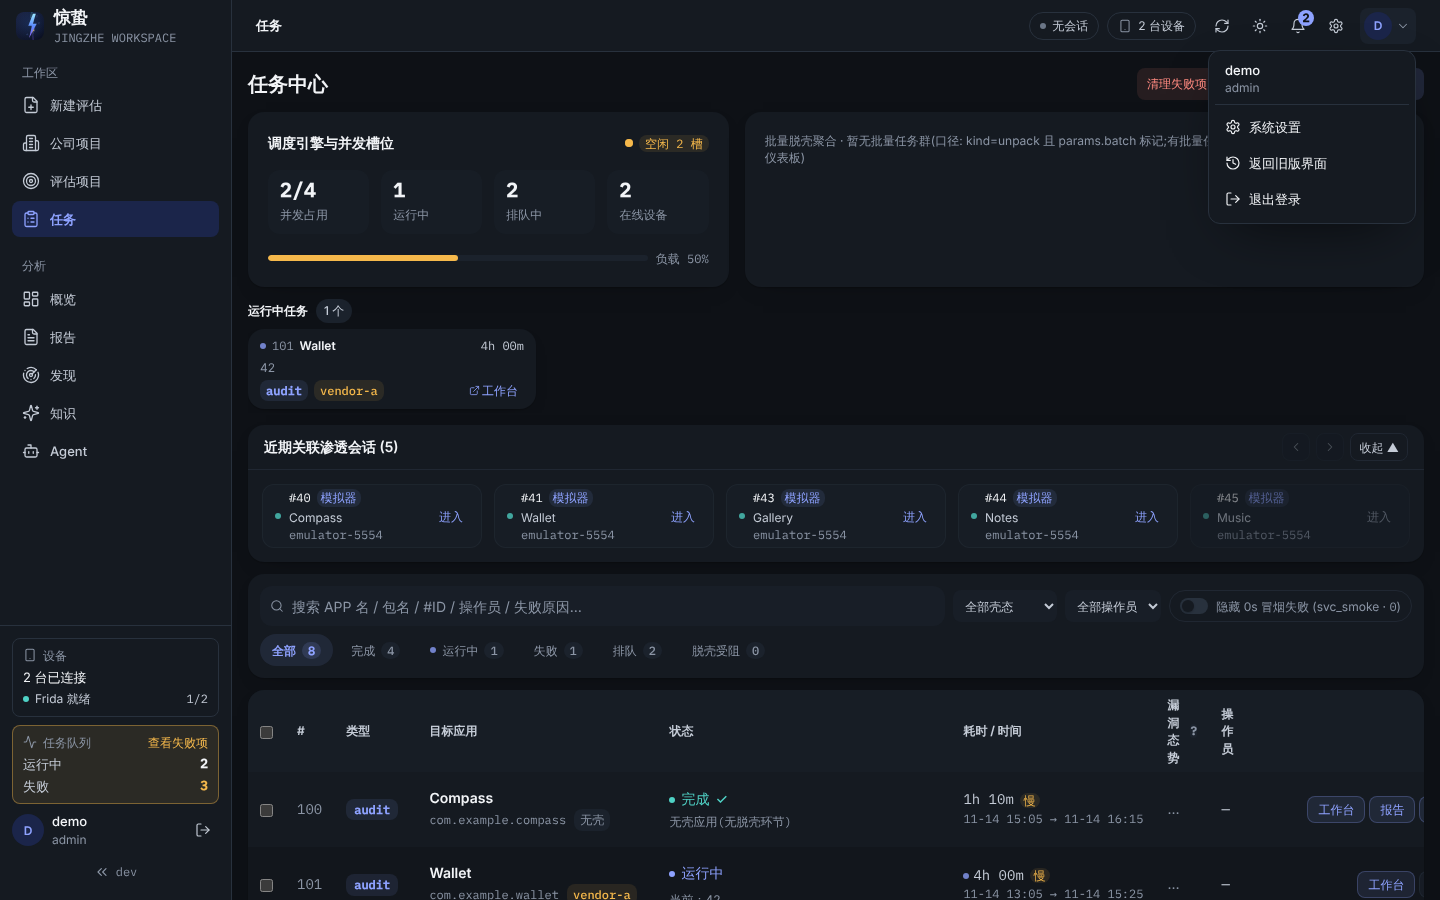 惊蛰
JINGZHE WORKSPACE
工作区
新建评估
公司项目
评估项目
任务
分析
概览
报告
发现
知识
Agent
设备
2 台已连接
Frida 就绪 1/2
任务队列 查看失败项
运行中 2
失败 3
D demo
admin
dev
任务
无会话
2 台设备
2
D
demo
admin
系统设置
返回旧版界面
退出登录
任务中心
清理失败项
调度引擎与并发槽位
空闲 2 槽
2/4
并发占用
1
运行中
2
排队中
2
在线设备
负载 50%
批量脱壳聚合 · 暂无批量任务群(口径: kind=unpack 且 params.batch 标记;有批量
仪表板)
运行中任务 1 个
101 Wallet 4h 00m
42
audit vendor-a 工作台
近期关联渗透会话 (5)
收起 ▲
#40 模拟器
Compass 进入
emulator-5554
#41 模拟器
Wallet 进入
emulator-5554
#43 模拟器
Gallery 进入
emulator-5554
#44 模拟器
Notes 进入
emulator-5554
#45 模拟器
Music 进入
emulator-5554
搜索 APP 名 / 包名 / #ID / 操作员 / 失败原因...
全部壳态
全部操作员
隐藏 0s 冒烟失败 (svc_smoke · 0)
全部 8
完成 4
运行中 1
失败 1
排队 2
脱壳受阻 0
# 类型 目标应用 状态 耗时 / 时间 漏洞态势 ? 操作员
100 audit Compass 完成 ✓ 1h 10m 慢 ... — 工作台 报告
com.example.compass 无壳 无壳应用(无脱壳环节) 11-14 15:05 → 11-14 16:15
101 audit Wallet 运行中 4h 00m 慢 ... — 工作台
com.example.wallet vendor-a 当前 · 42 11-14 13:05 → 11-14 15:25